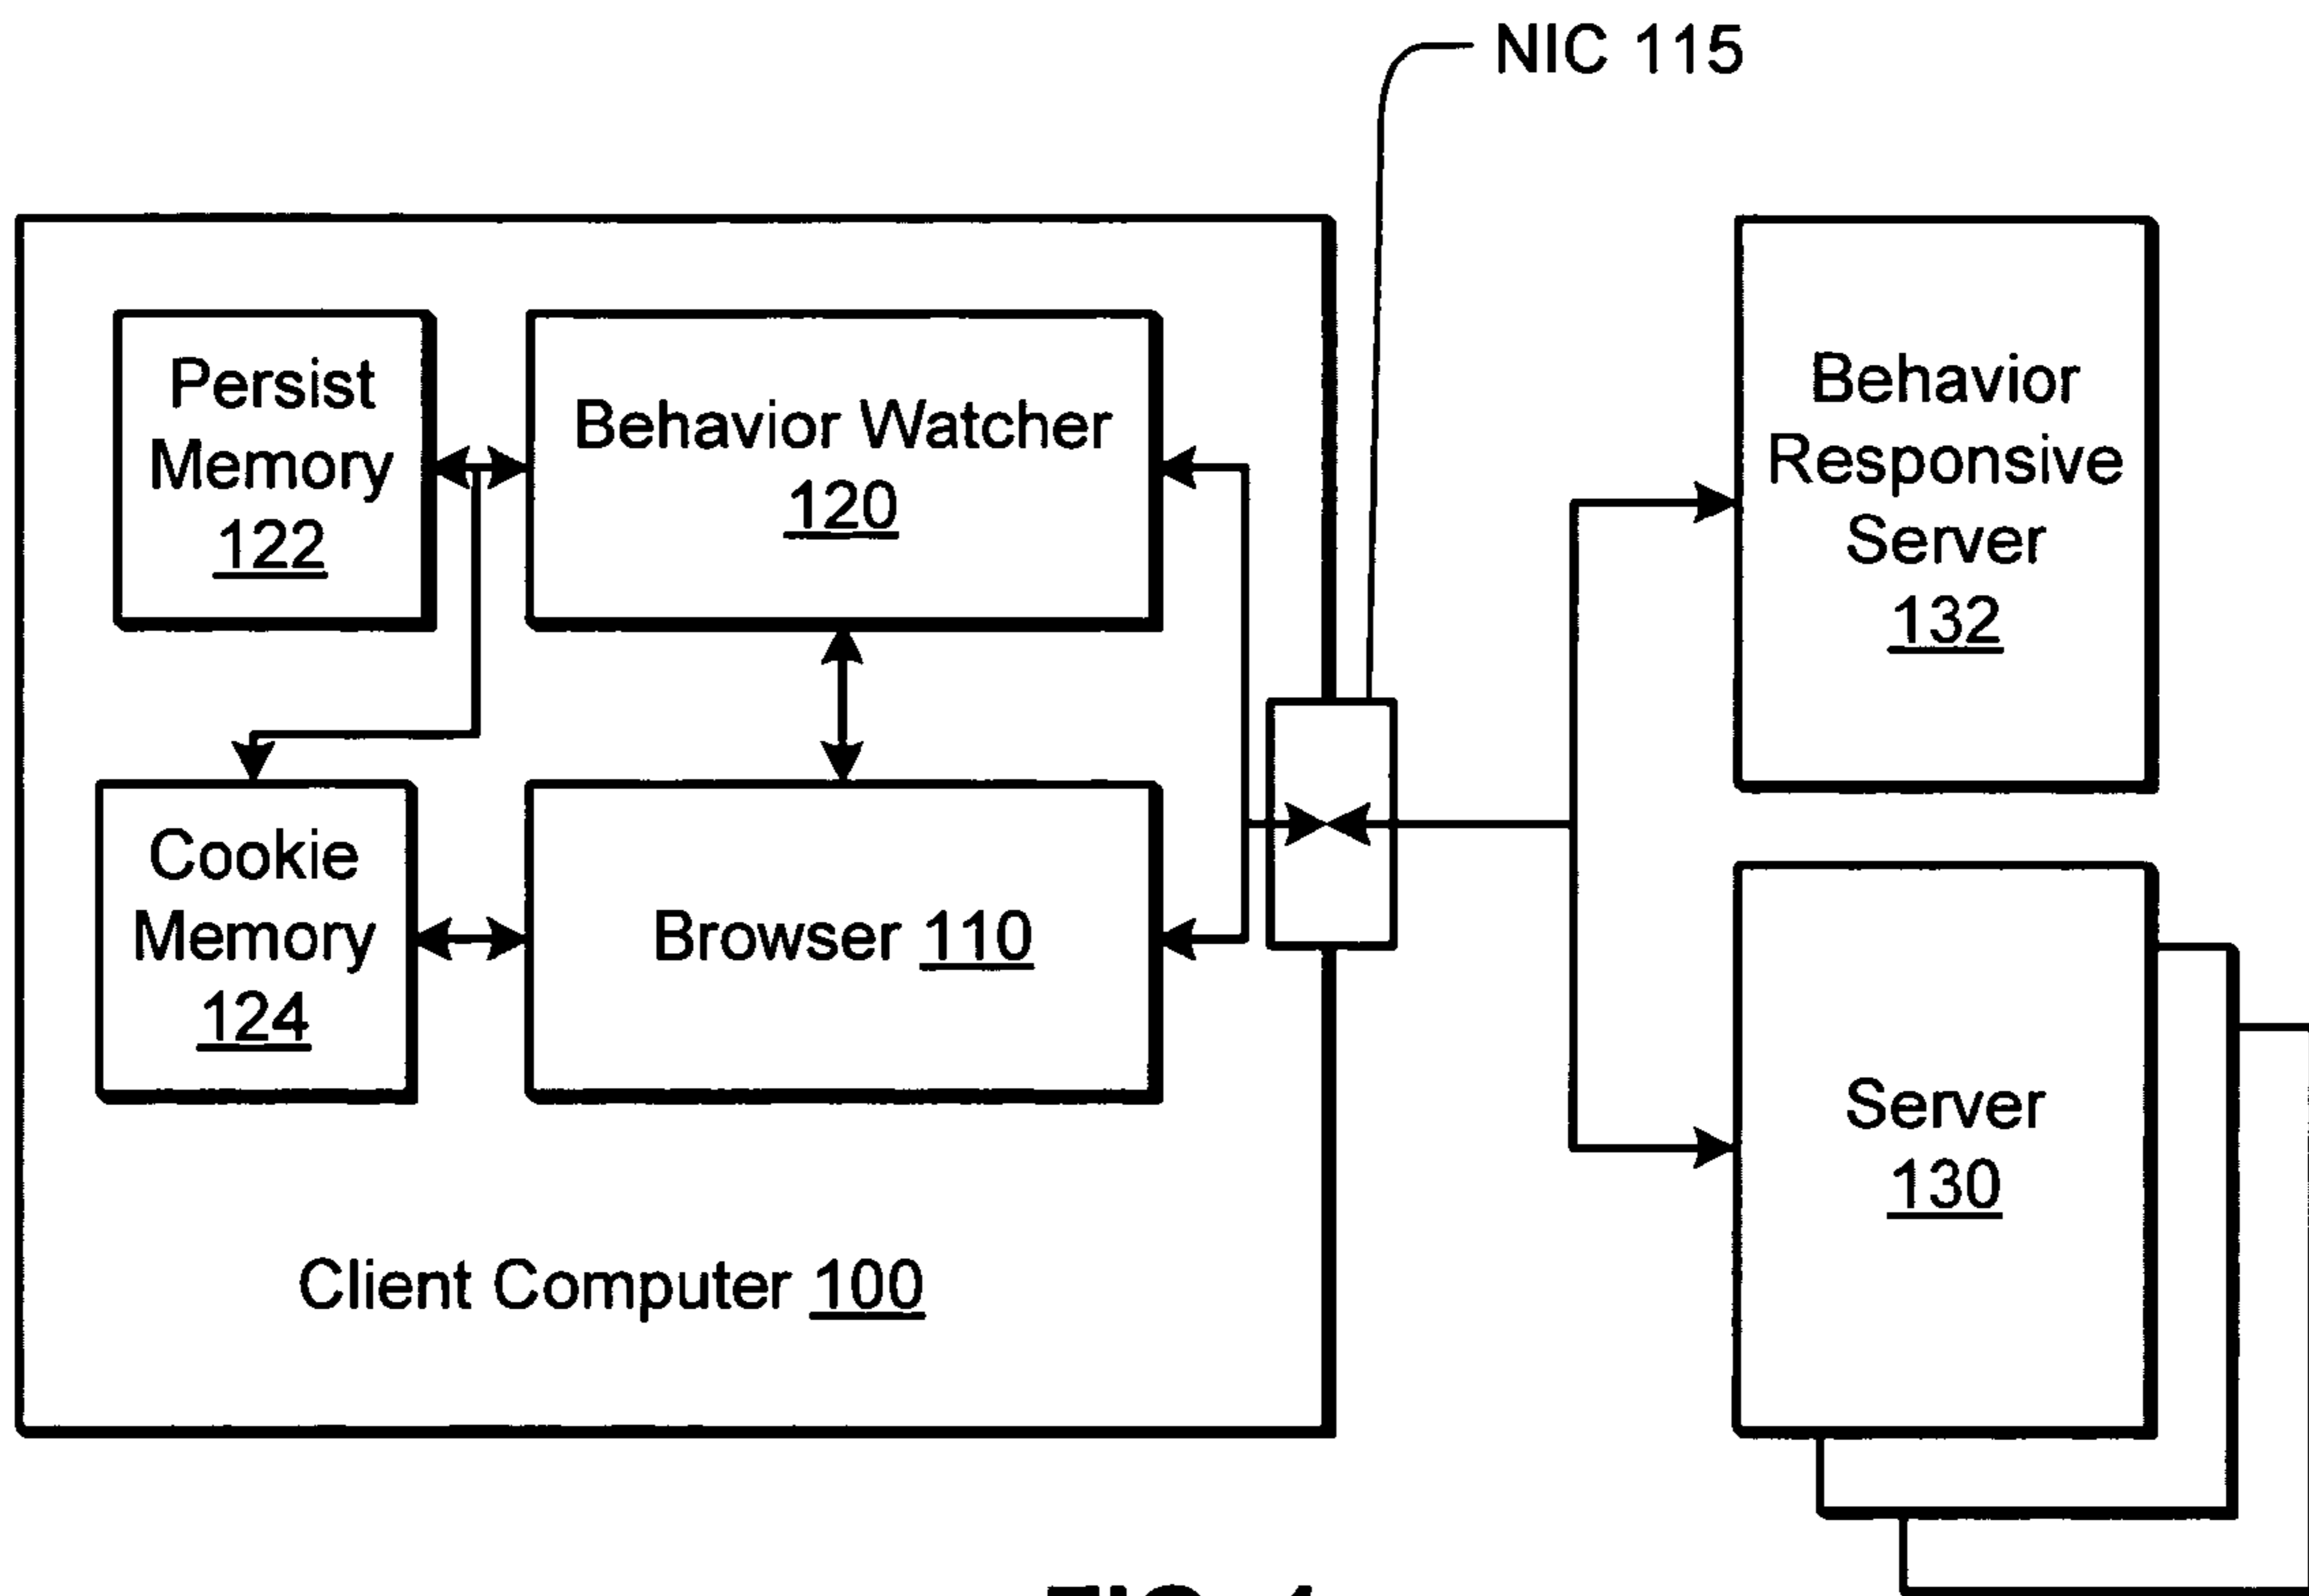 NIC 115
Persist
Memory
122
Behavior Watcher
120
Behavior
Responsive
Server
132
Cookie
Memory
124
Browser 110
Server
130
Client Computer 100